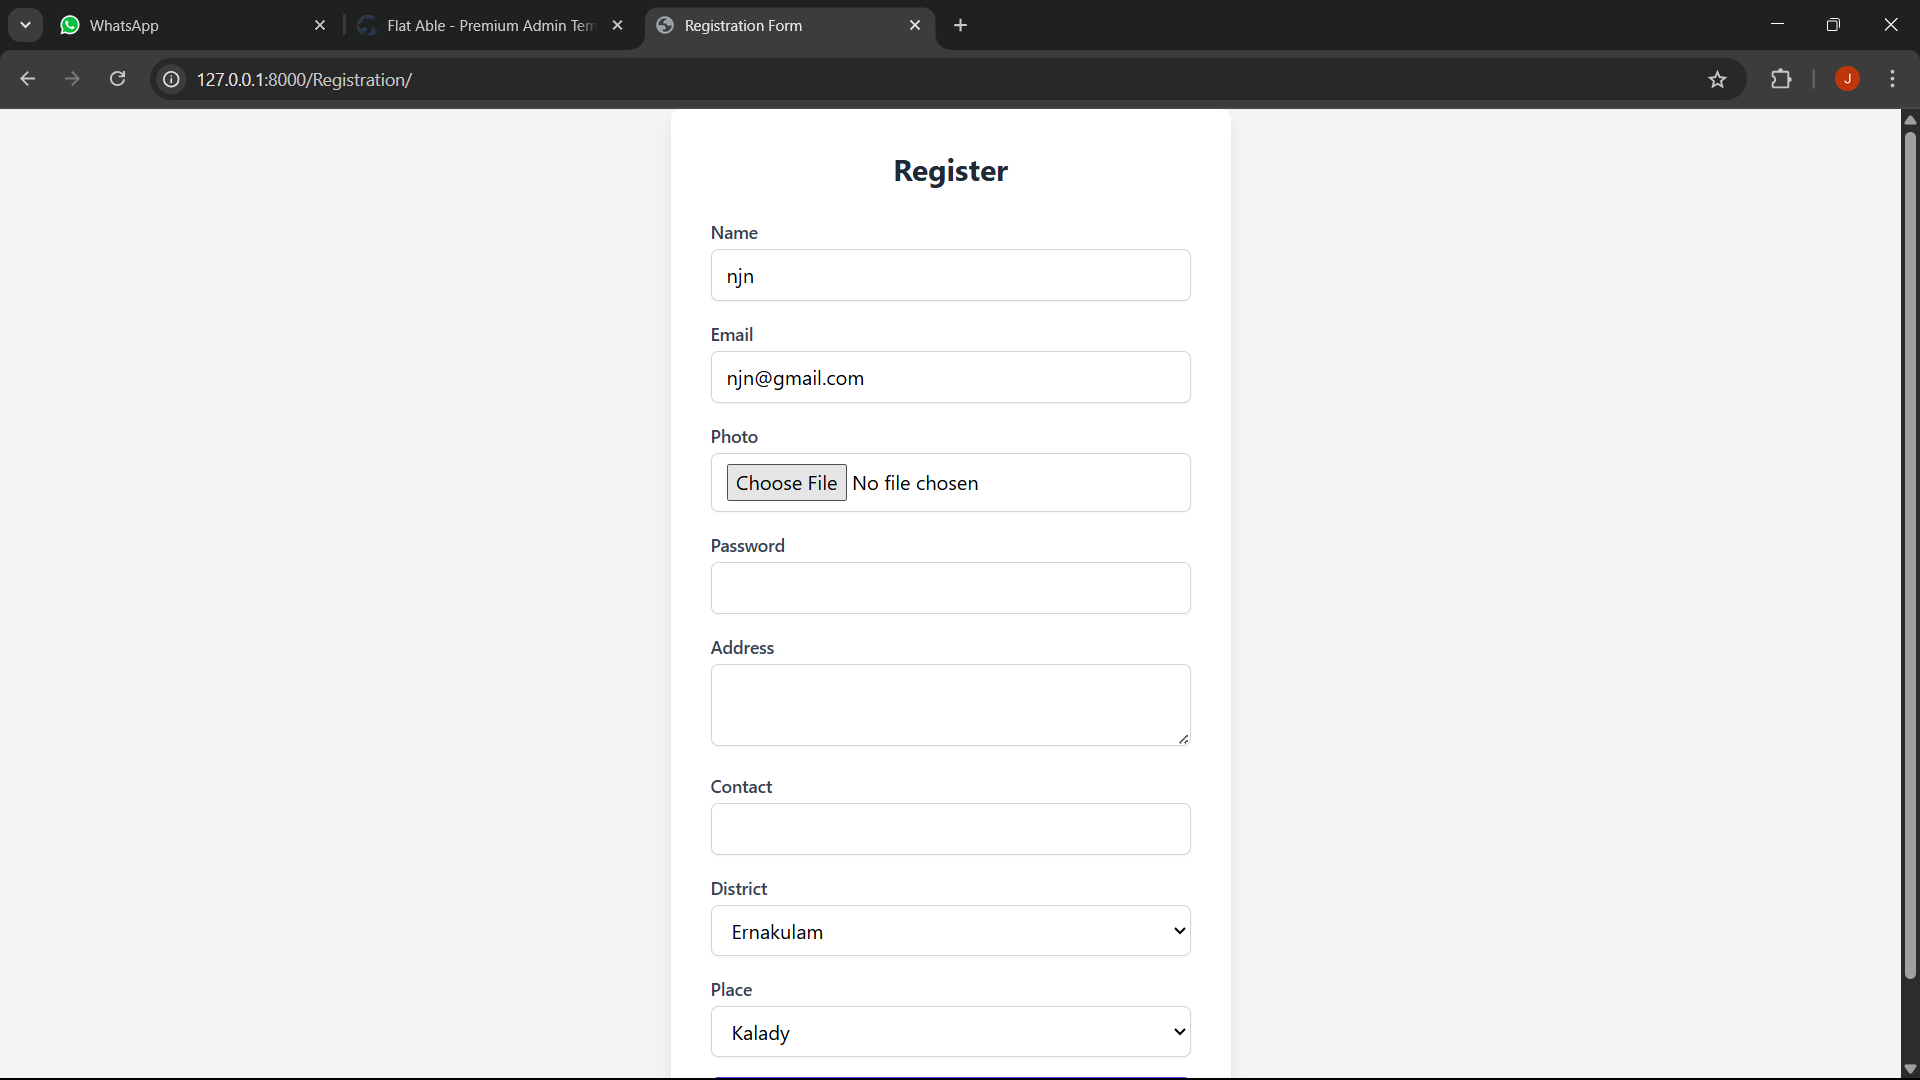 WhatsApp
Flat Able - Premium Admin Tem
Registration Form
127.0.0.1:8000/Registration/
J
Register
Name
njn
Email
njn@gmail.com
Photo
Choose File No file chosen
Password
Address
Contact
District
Ernakulam
Place
Kalady